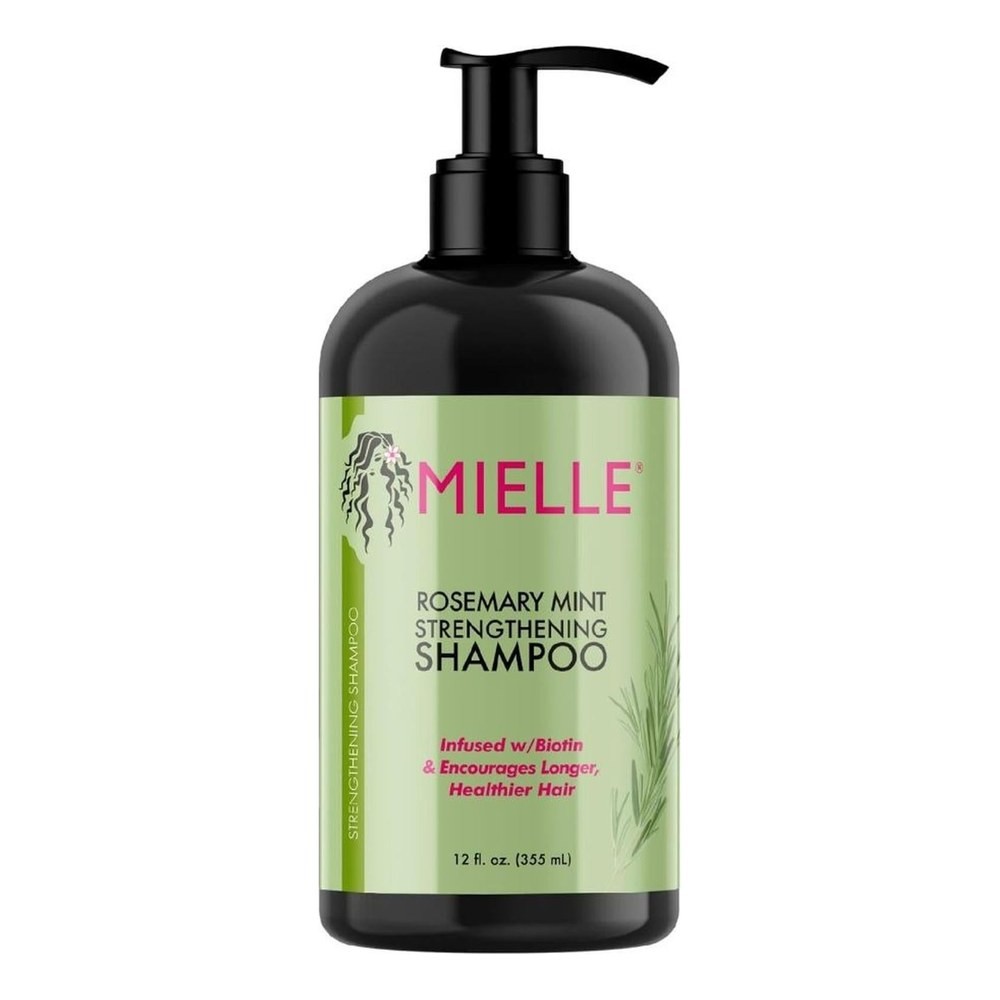 MIELLE®
ROSEMARY MINT
STRENGTHENING
SHAMPOO
Infused w/Biotin
& Encourages Longer,
Healthier Hair
12 fl. oz. (355 mL)
STRENGTHENING SHAMPOO